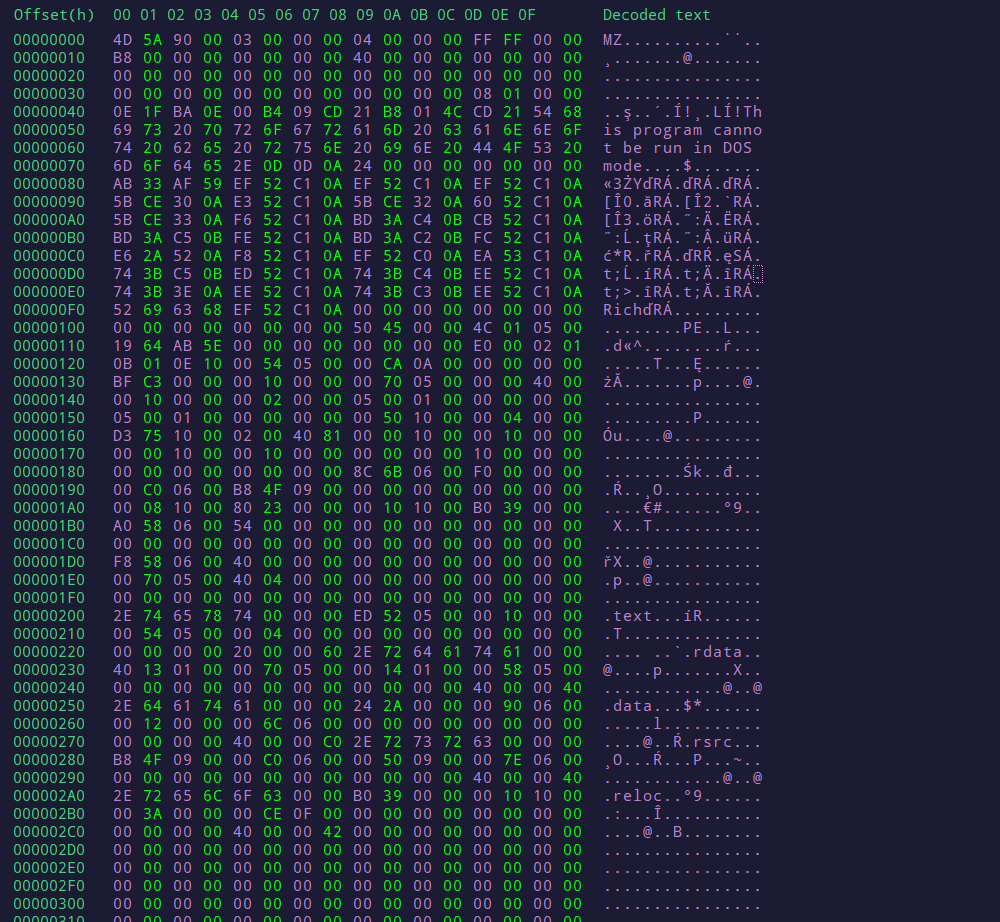 Offset(h) 00 01 02 03 04 05 06 07 08 09 0A 0B 0C 0D 0E 0F Decoded text
00000000 4D 5A 90 00 03 00 00 00 04 00 00 00 FF FF 00 00 MZ..........˙˙..
00000010 B8 00 00 00 00 00 00 00 40 00 00 00 00 00 00 00 ¸.......@.......
00000020 00 00 00 00 00 00 00 00 00 00 00 00 00 00 00 00 ................
00000030 00 00 00 00 00 00 00 00 00 00 00 00 08 01 00 00 ................
00000040 0E 1F BA 0E 00 B4 09 CD 21 B8 01 4C CD 21 54 68 ..ş..´.Í!¸.LÍ!Th
00000050 69 73 20 70 72 6F 67 72 61 6D 20 63 61 6E 6E 6F is program canno
00000060 74 20 62 65 20 72 75 6E 20 69 6E 20 44 4F 53 20 t be run in DOS
00000070 6D 6F 64 65 2E 0D 0D 0A 24 00 00 00 00 00 00 00 mode....$.......
00000080 AB 33 AF 59 EF 52 C1 0A EF 52 C1 0A EF 52 C1 0A «3ŻYďRÁ.ďRÁ.ďRÁ.
00000090 5B CE 30 0A E3 52 C1 0A 5B CE 32 0A 60 52 C1 0A [Î0.ăRÁ.[Î2.`RÁ.
000000A0 5B CE 33 0A F6 52 C1 0A BD 3A C4 0B CB 52 C1 0A [Î3.öRÁ.˝:Ä.ËRÁ.
000000B0 BD 3A C5 0B FE 52 C1 0A BD 3A C2 0B FC 52 C1 0A ˝:Ĺ.ţRÁ.˝:Â.üRÁ.
000000C0 E6 2A 52 0A F8 52 C1 0A EF 52 C0 0A EA 53 C1 0A ć*R.řRÁ.ďRŔ.ęSÁ.
000000D0 74 3B C5 0B ED 52 C1 0A 74 3B C4 0B EE 52 C1 0A t;Ĺ.íRÁ.t;Ä.îRÁ.
000000E0 74 3B 3E 0A EE 52 C1 0A 74 3B C3 0B EE 52 C1 0A t;>.îRÁ.t;Ă.îRÁ.
000000F0 52 69 63 68 EF 52 C1 0A 00 00 00 00 00 00 00 00 RichďRÁ.........
00000100 00 00 00 00 00 00 00 00 50 45 00 00 4C 01 05 00 ........PE..L...
00000110 19 64 AB 5E 00 00 00 00 00 00 00 00 E0 00 02 01 .d«^........ŕ...
00000120 0B 01 0E 10 00 54 05 00 00 CA 0A 00 00 00 00 00 .....T...Ę......
00000130 BF C3 00 00 00 10 00 00 00 70 05 00 00 00 40 00 żĂ.......p....@.
00000140 00 10 00 00 00 02 00 00 05 00 01 00 00 00 00 00 ................
00000150 05 00 01 00 00 00 00 00 00 50 10 00 00 04 00 00 .........P......
00000160 D3 75 10 00 02 00 40 81 00 00 10 00 00 10 00 00 Óu....@.........
00000170 00 00 10 00 00 10 00 00 00 00 00 00 10 00 00 00 ................
00000180 00 00 00 00 00 00 00 00 8C 6B 06 00 F0 00 00 00 ........Śk..đ...
00000190 00 C0 06 00 B8 4F 09 00 00 00 00 00 00 00 00 00 .Ŕ..¸O..........
000001A0 00 08 10 00 80 23 00 00 00 10 10 00 B0 39 00 00 ....€#......°9..
000001B0 A0 58 06 00 54 00 00 00 00 00 00 00 00 00 00 00  X..T...........
000001C0 00 00 00 00 00 00 00 00 00 00 00 00 00 00 00 00 ................
000001D0 F8 58 06 00 40 00 00 00 00 00 00 00 00 00 00 00 řX..@...........
000001E0 00 70 05 00 40 04 00 00 00 00 00 00 00 00 00 00 .p..@...........
000001F0 00 00 00 00 00 00 00 00 00 00 00 00 00 00 00 00 ................
00000200 2E 74 65 78 74 00 00 00 ED 52 05 00 00 10 00 00 .text...íR......
00000210 00 54 05 00 00 04 00 00 00 00 00 00 00 00 00 00 .T..............
00000220 00 00 00 00 20 00 00 60 2E 72 64 61 74 61 00 00 .... ..`.rdata..
00000230 40 13 01 00 00 70 05 00 00 14 01 00 00 58 05 00 @....p.......X..
00000240 00 00 00 00 00 00 00 00 00 00 00 00 40 00 00 40 ............@..@
00000250 2E 64 61 74 61 00 00 00 24 2A 00 00 00 90 06 00 .data...$*......
00000260 00 12 00 00 00 6C 06 00 00 00 00 00 00 00 00 00 .....l..........
00000270 00 00 00 00 40 00 00 C0 2E 72 73 72 63 00 00 00 ....@..Ŕ.rsrc...
00000280 B8 4F 09 00 00 C0 06 00 00 50 09 00 00 7E 06 00 ¸O...Ŕ...P...~..
00000290 00 00 00 00 00 00 00 00 00 00 00 00 40 00 00 40 ............@..@
000002A0 2E 72 65 6C 6F 63 00 00 B0 39 00 00 00 10 10 00 .reloc..°9......
000002B0 00 3A 00 00 00 CE 0F 00 00 00 00 00 00 00 00 00 .:...Î..........
000002C0 00 00 00 00 40 00 00 42 00 00 00 00 00 00 00 00 ....@..B........
000002D0 00 00 00 00 00 00 00 00 00 00 00 00 00 00 00 00 ................
000002E0 00 00 00 00 00 00 00 00 00 00 00 00 00 00 00 00 ................
000002F0 00 00 00 00 00 00 00 00 00 00 00 00 00 00 00 00 ................
00000300 00 00 00 00 00 00 00 00 00 00 00 00 00 00 00 00 ................
00000310 00 00 00 00 00 00 00 00 00 00 00 00 00 00 00 00